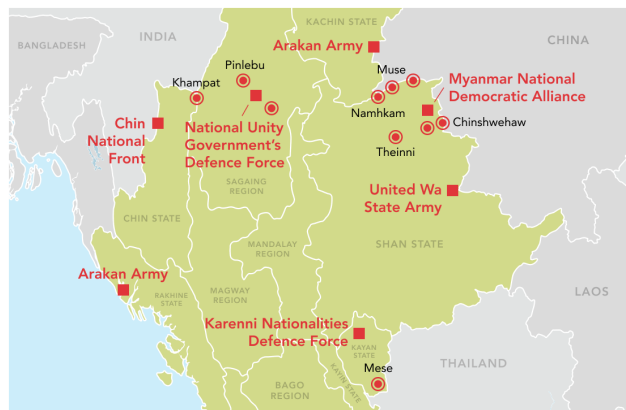 KACHIN STATE
INDIA
BANGLADESH
CHINA
Arakan Army
Pinlebu
Muse
Khampat
Myanmar National
Democratic Alliance
Namhkam
Chin
National
Front
National Unity
Government's
Defence Force
Chinshwehaw
Theinni
SAGAING
REGION
United Wa
State Army
CHIN STATE
MANDALAY
REGION
SHAN STATE
Arakan Army
RAKHINE
STATE
MAGWAY
REGION
LAOS
Karenni Nationalities
Defence Force
KAYAN
STATE
Mese
THAILAND
BAGO
REGION
STATE